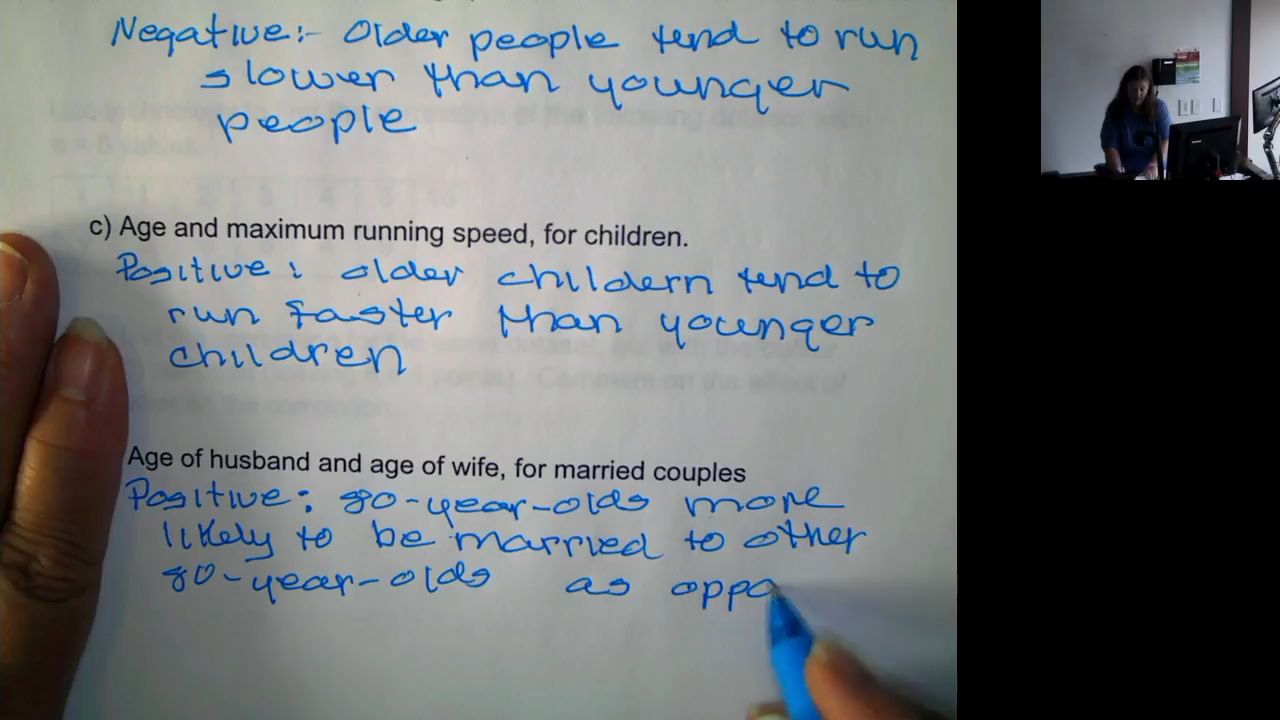 Negative:- Older people tend to run
slower than younger
people
c) Age and maximum running speed, for children.
Positive : older childern tend to
run faster than younger
children
Age of husband and age of wife, for married couples
Positive: 80-year-olds more
likely to be married to other
80-year-olds as oppo